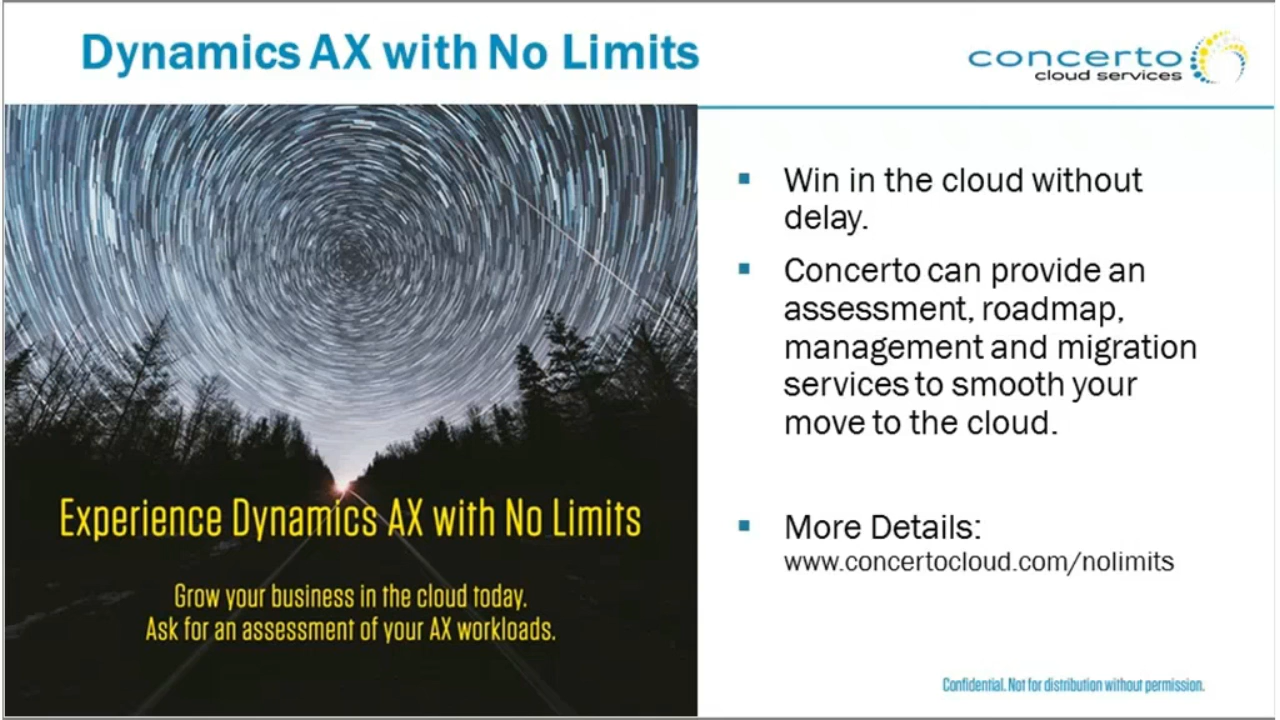 Dynamics AX with No Limits
concerto
cloud services
Experience Dynamics AX with No Limits
Grow your business in the cloud today.
Ask for an assessment of your AX workloads.
Win in the cloud without
delay.
Concerto can provide an
assessment, roadmap,
management and migration
services to smooth your
move to the cloud.
More Details:
www.concertocloud.com/nolimits
Confidential. Not for distribution without permission.